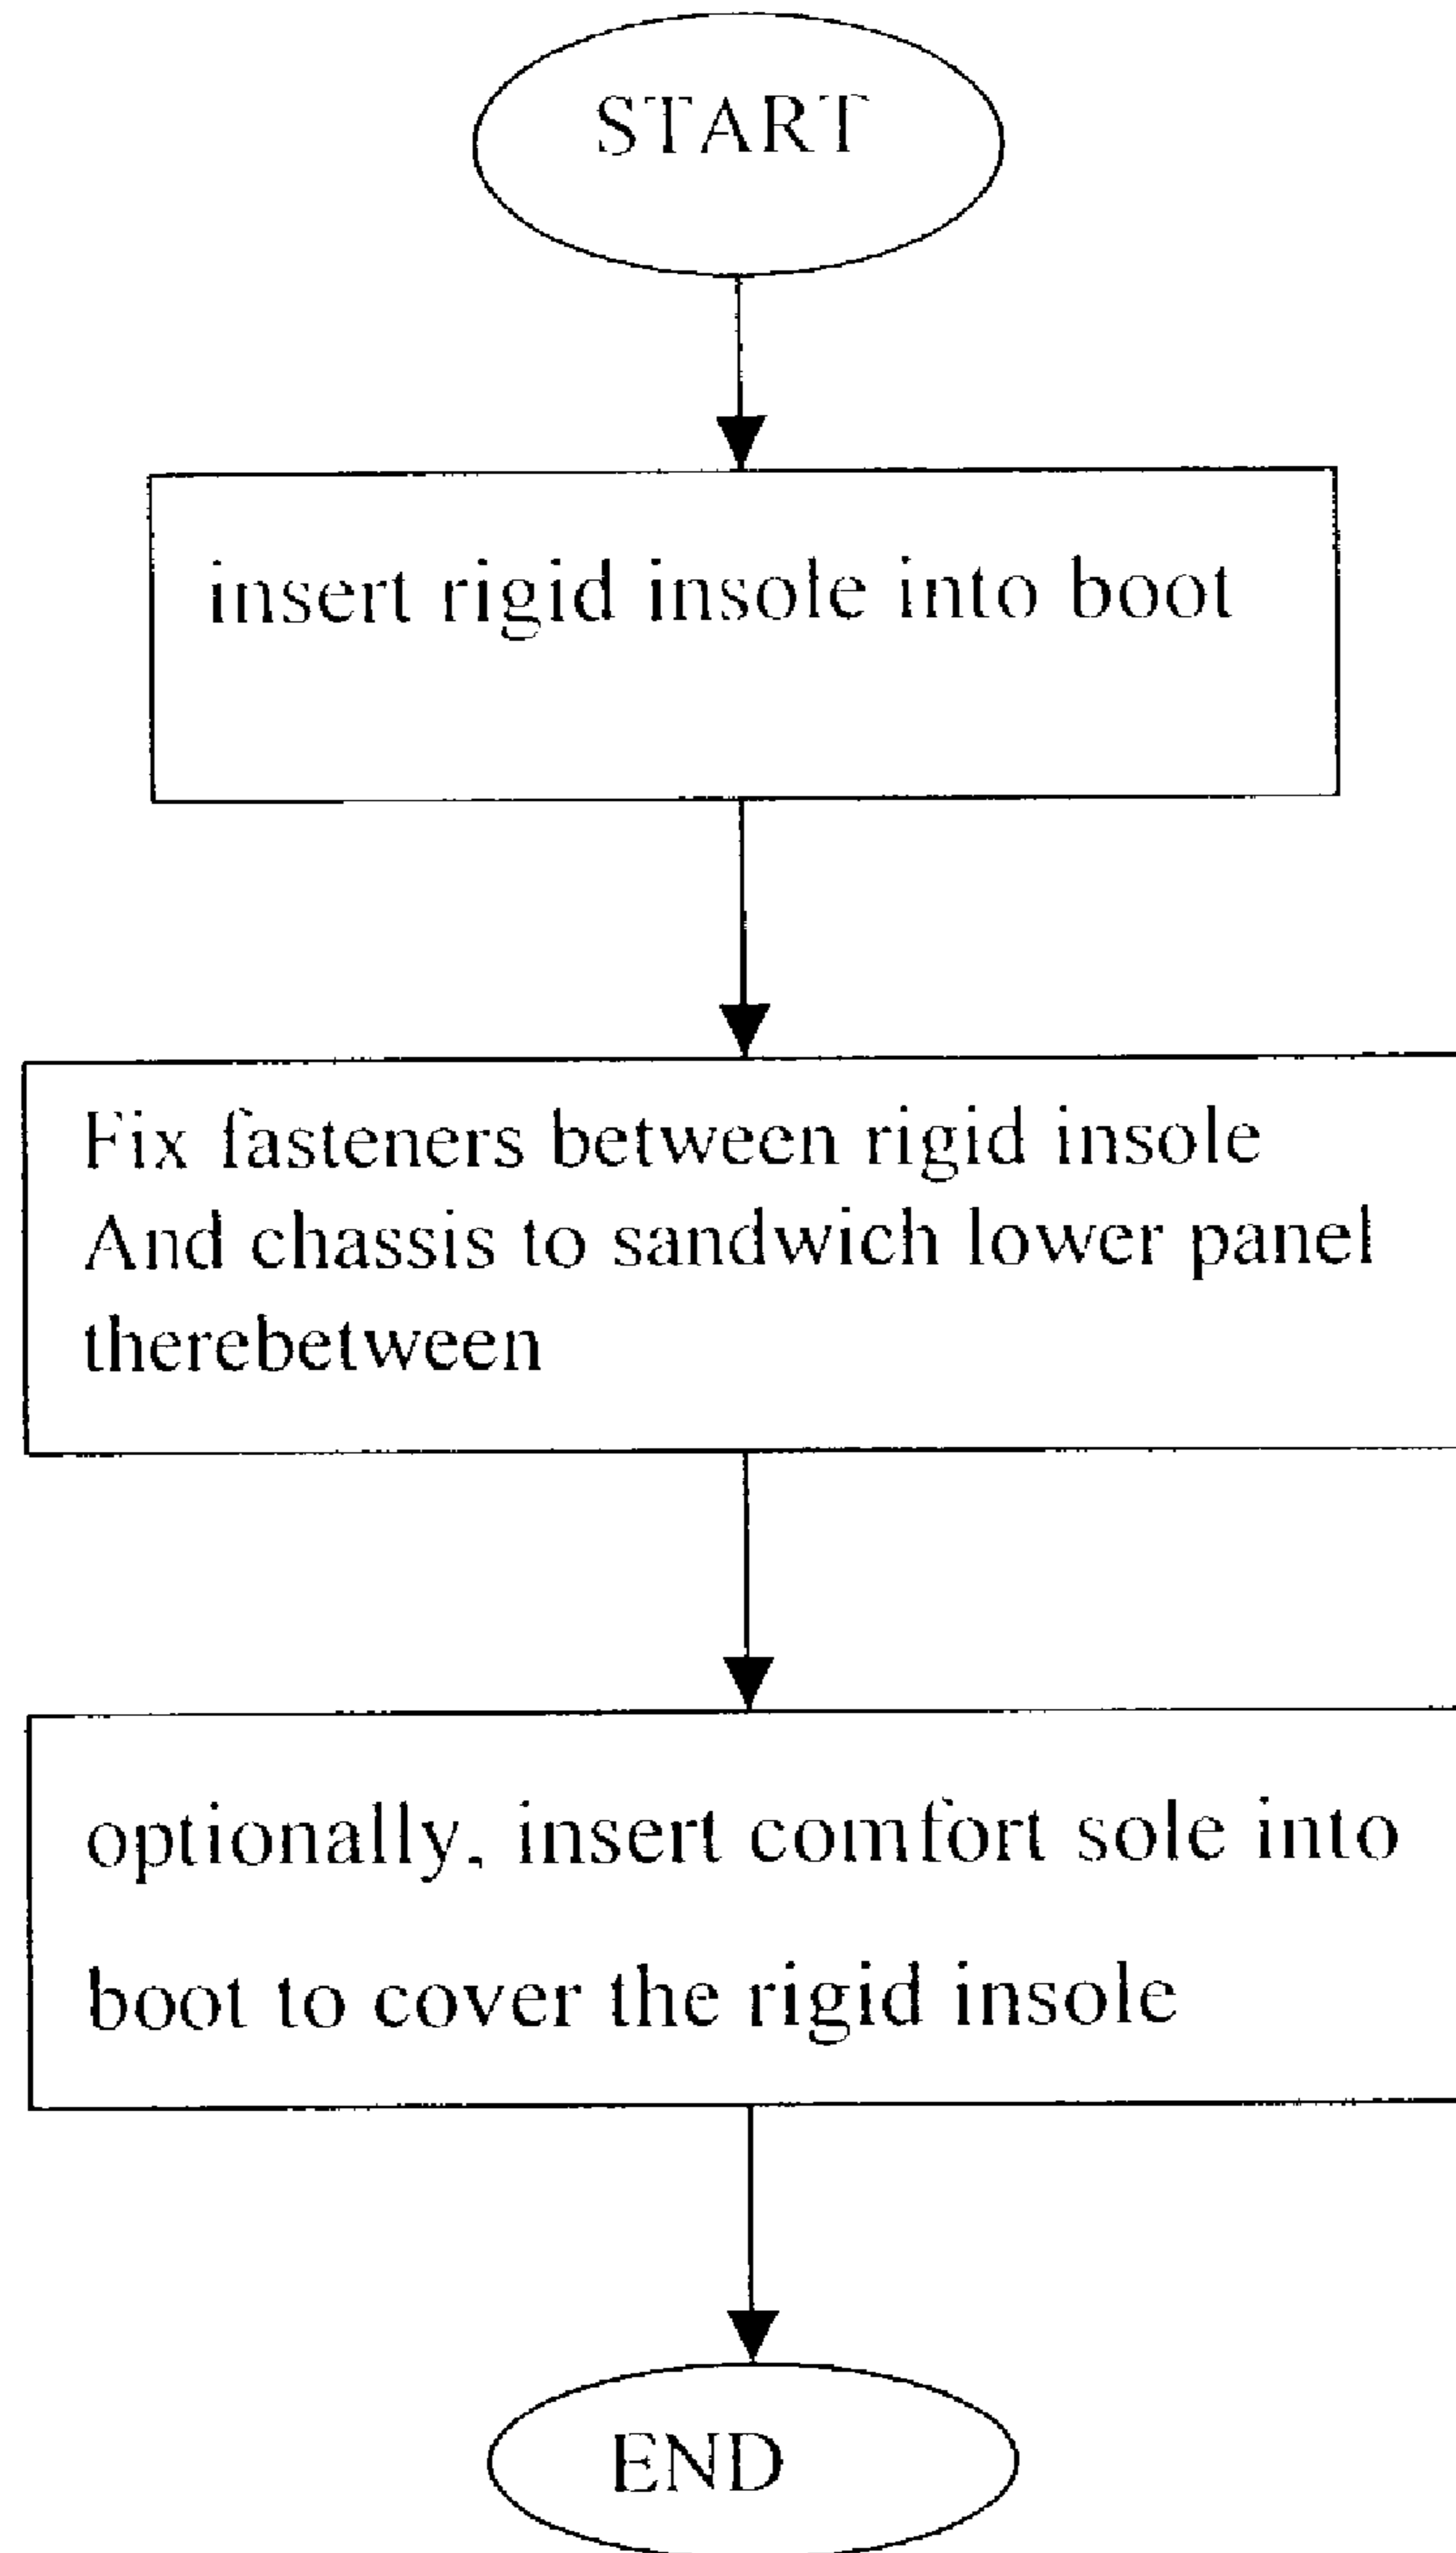 START
insert rigid insole into boot
Fix fasteners between rigid insole
And chassis to sandwich lower panel
therebetween
optionally, insert comfort sole into
boot to cover the rigid insole
END